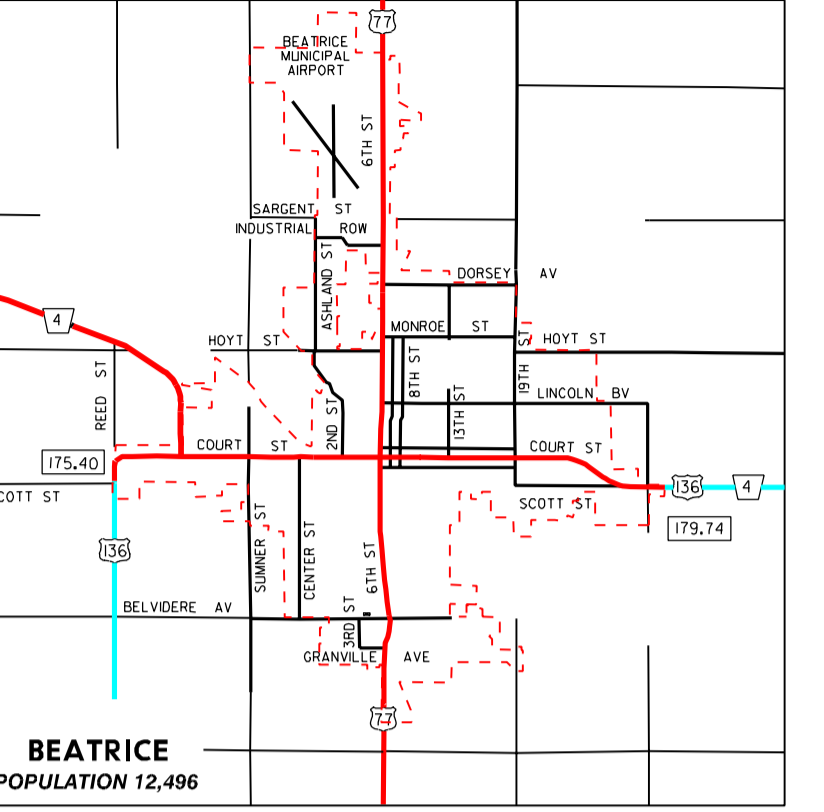 77
BEATRICE
MUNICIPAL
AIRPORT
6TH ST
SARGENT ST
INDUSTRIAL ROW
ASHLAND ST
DORSEY AV
4
MONROE ST
HOYT ST
19TH ST
HOYT ST
8TH ST
REED ST
LINCOLN BV
13TH ST
2ND ST
COURT ST
COURT ST
175.40
COTT ST
136
4
SCOTT ST
179.74
136
SUMNER ST
CENTER ST
6TH ST
BELVIDERE AV
3RD ST
GRANVILLE AVE
77
BEATRICE
POPULATION 12,496